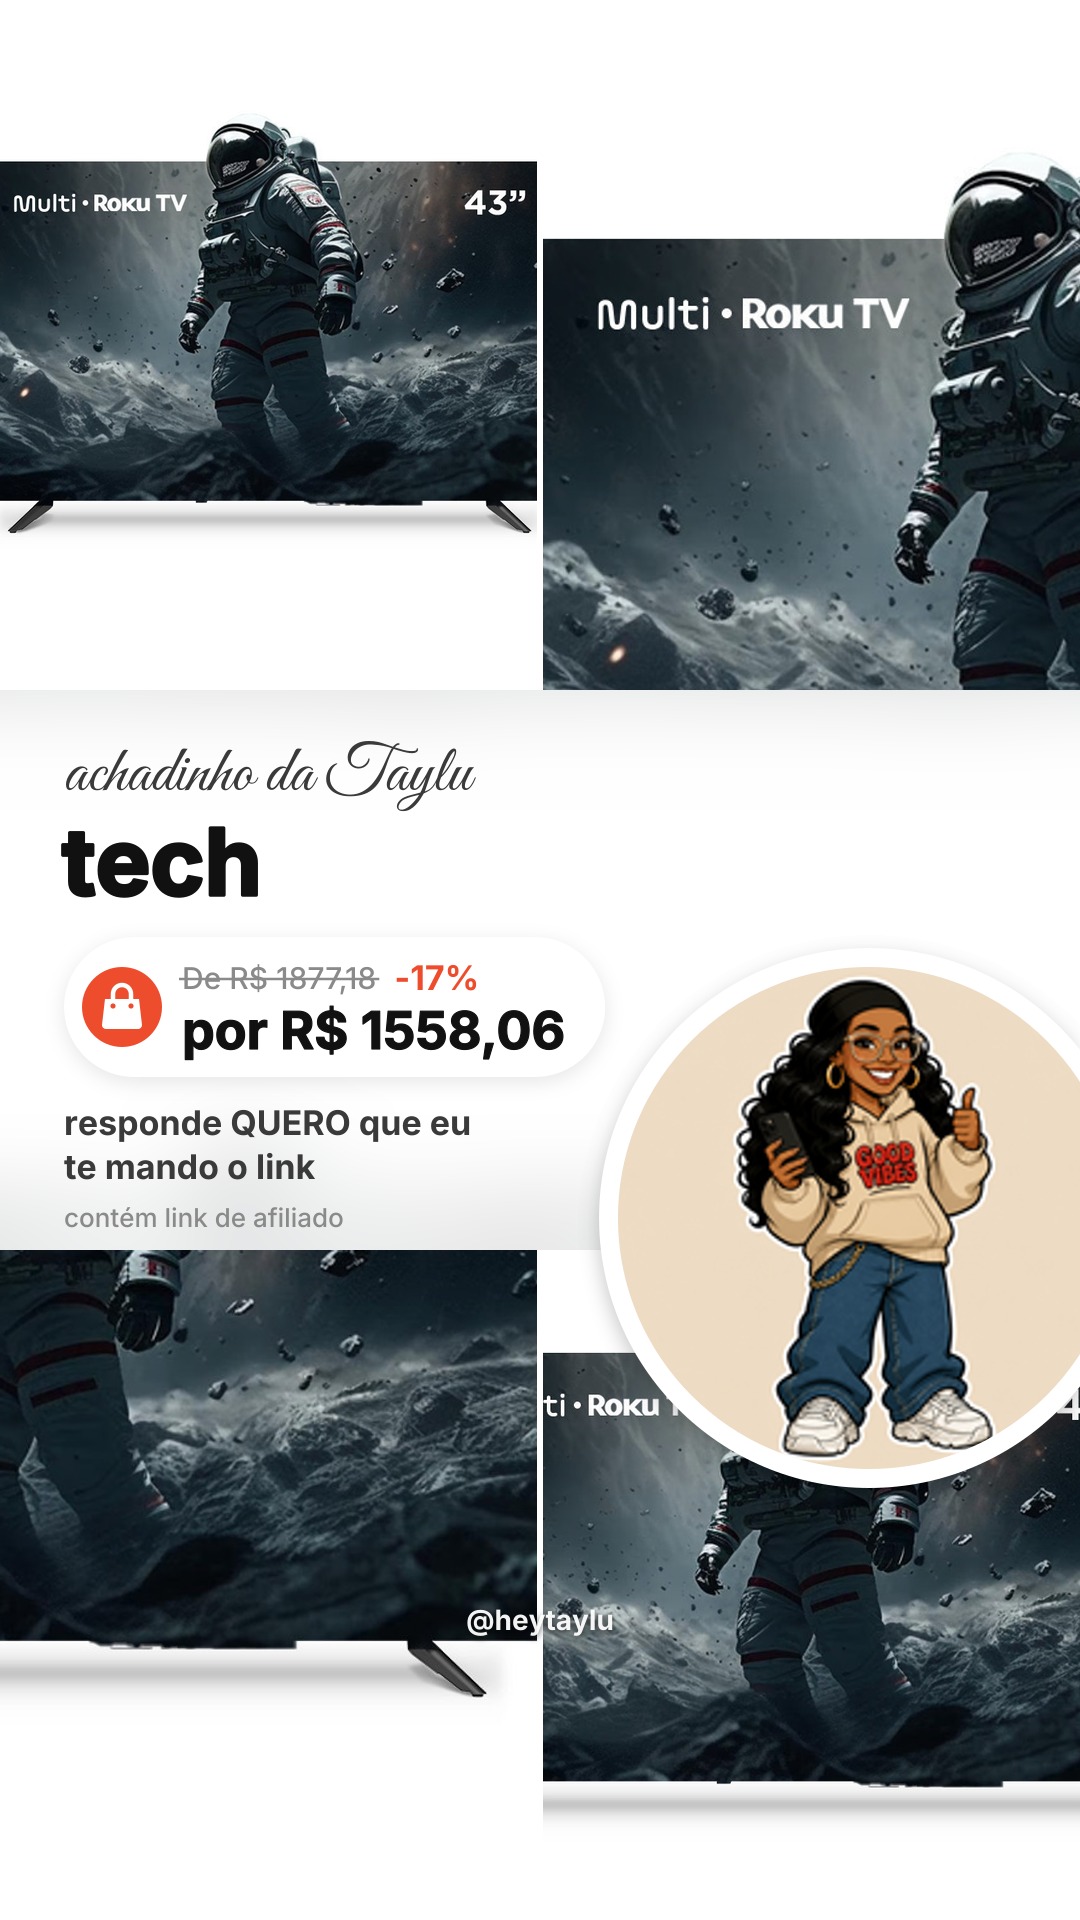 Multi • Roku TV
43”
Multi • Roku TV
achadinho da Taylu
tech
De R$ 1877,18 -17%
por R$ 1558,06
responde QUERO que eu
te mando o link
contém link de afiliado
GOOD
VIBES
ti • Roku
4
@heytaylu